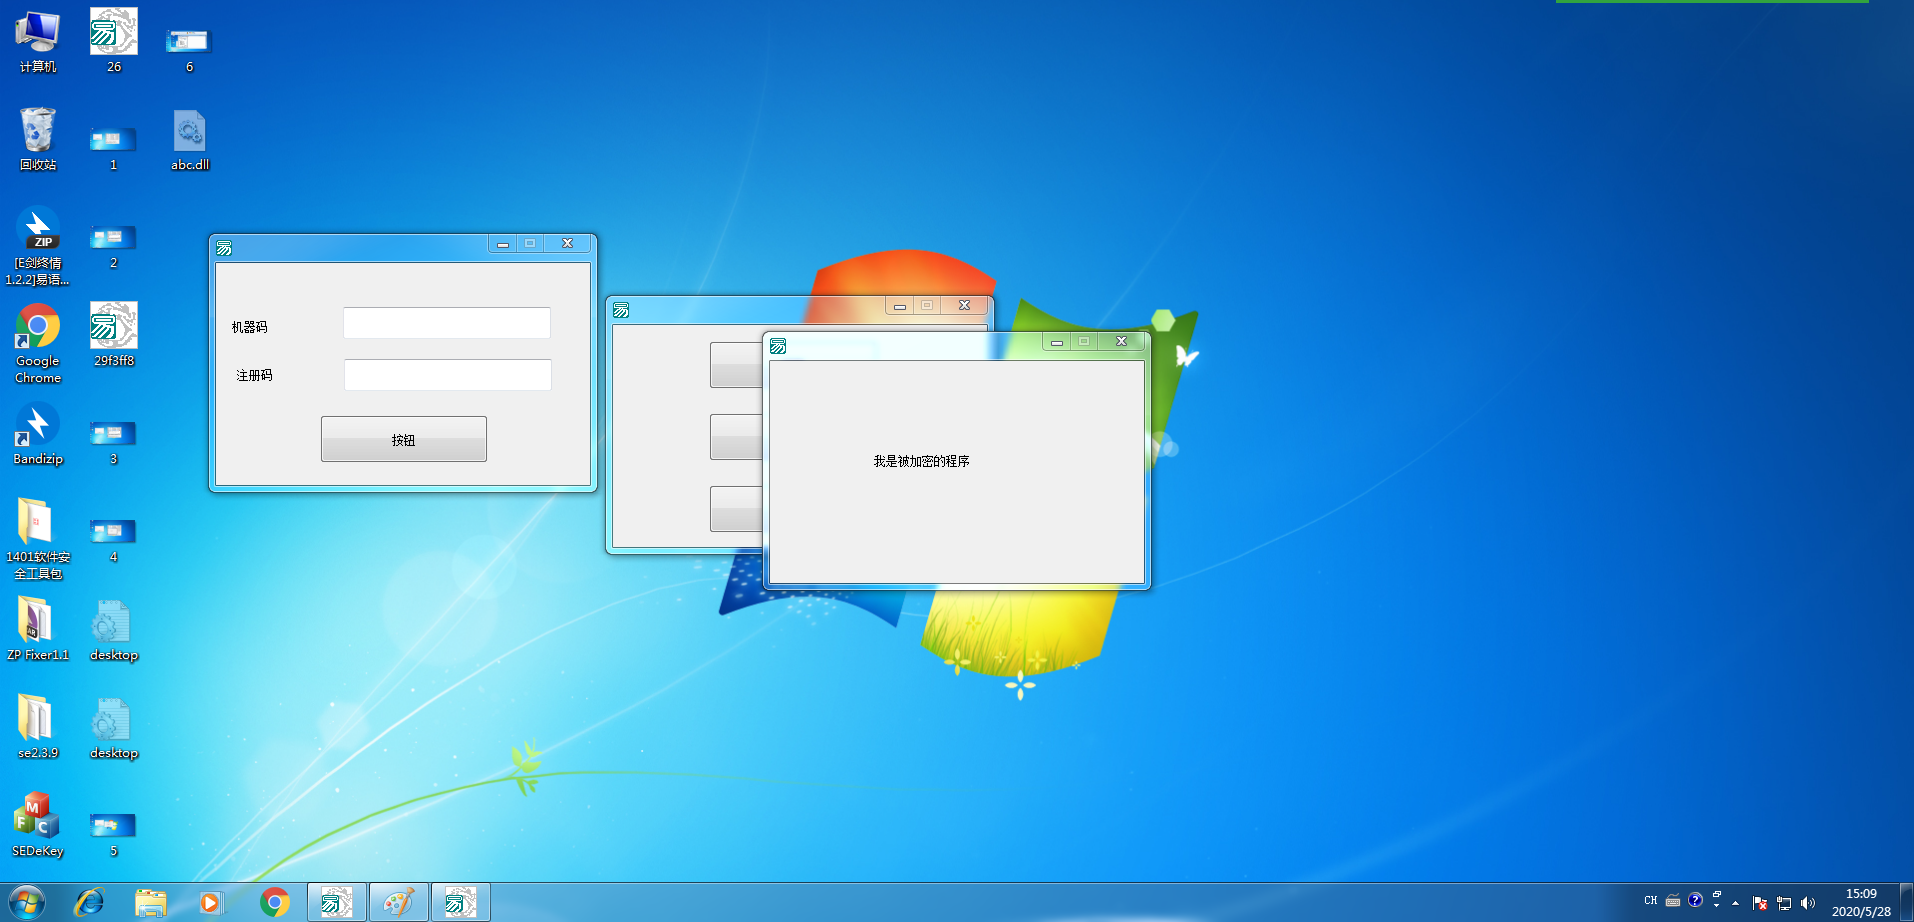 计算机
26
6
回收站
1
abc.dll
ZIP
[E剑终情
1.2.2]易语...
2
Google
Chrome
29f3ff8
Bandizip
3
1401软件安
全工具包
4
ZP Fixer1.1
desktop
se2.3.9
desktop
SEDeKey
5
机器码
注册码
按钮
我是被加密的程序
CH
15:09
2020/5/28